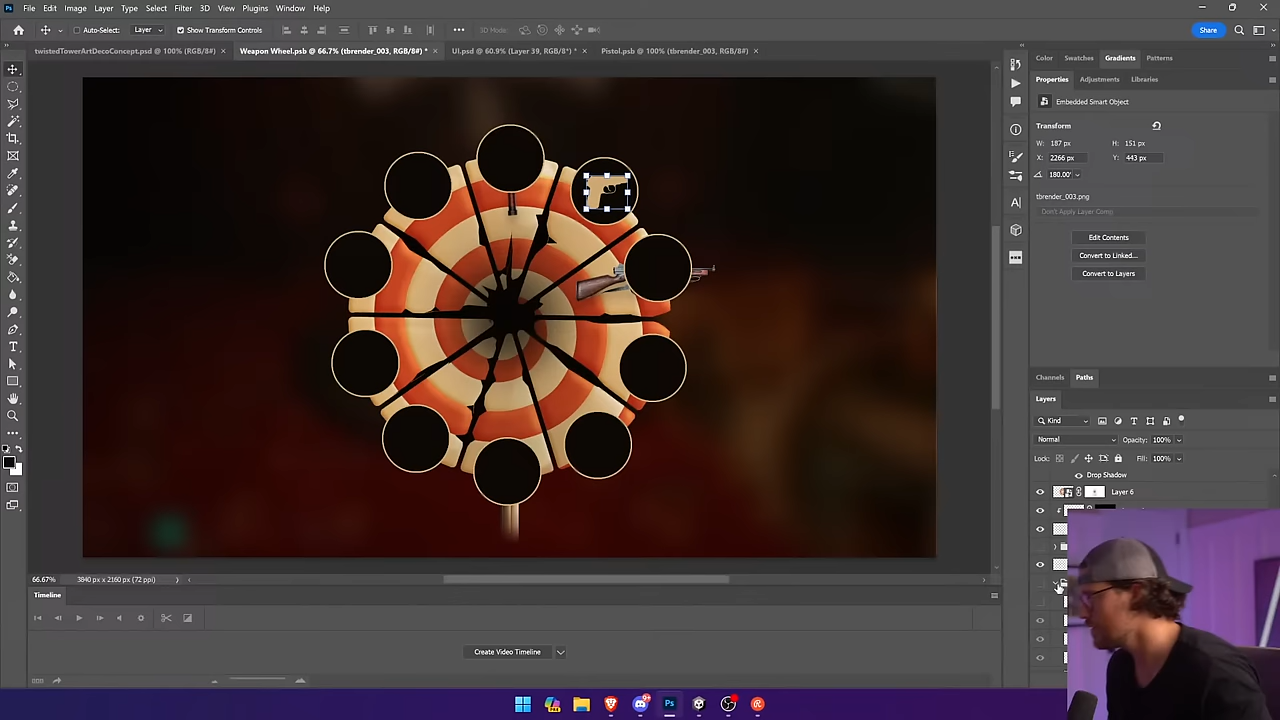 File Edit Image Layer Type Select Filter 3D View Plugins Window Help
Auto-Select: Layer Show Transform Controls 3D Mode: Share
twistedTowerArtDecoConcept.psd @ 100% (RGB/8#) × Weapon Wheel.psb @ 66.7% (tbrender_003, RGB/8#) * × UI.psd @ 60.9% (Layer 39, RGB/8*) * × Pistol.psb @ 100% (tbrender_003, RGB/8#) ×
Color Swatches Gradients Patterns
Properties Adjustments Libraries
Embedded Smart Object
Transform
W: 187 px H: 151 px
X: 2266 px Y: 443 px
180.00°
tbrender_003.png
Don't Apply Layer Comp
Edit Contents
Convert to Linked...
Convert to Layers
Channels Paths
Layers
Kind
Normal Opacity: 100%
Lock: Fill: 100%
Drop Shadow
Layer 6
66.67% 3840 px x 2160 px (72 ppi)
Timeline
Create Video Timeline